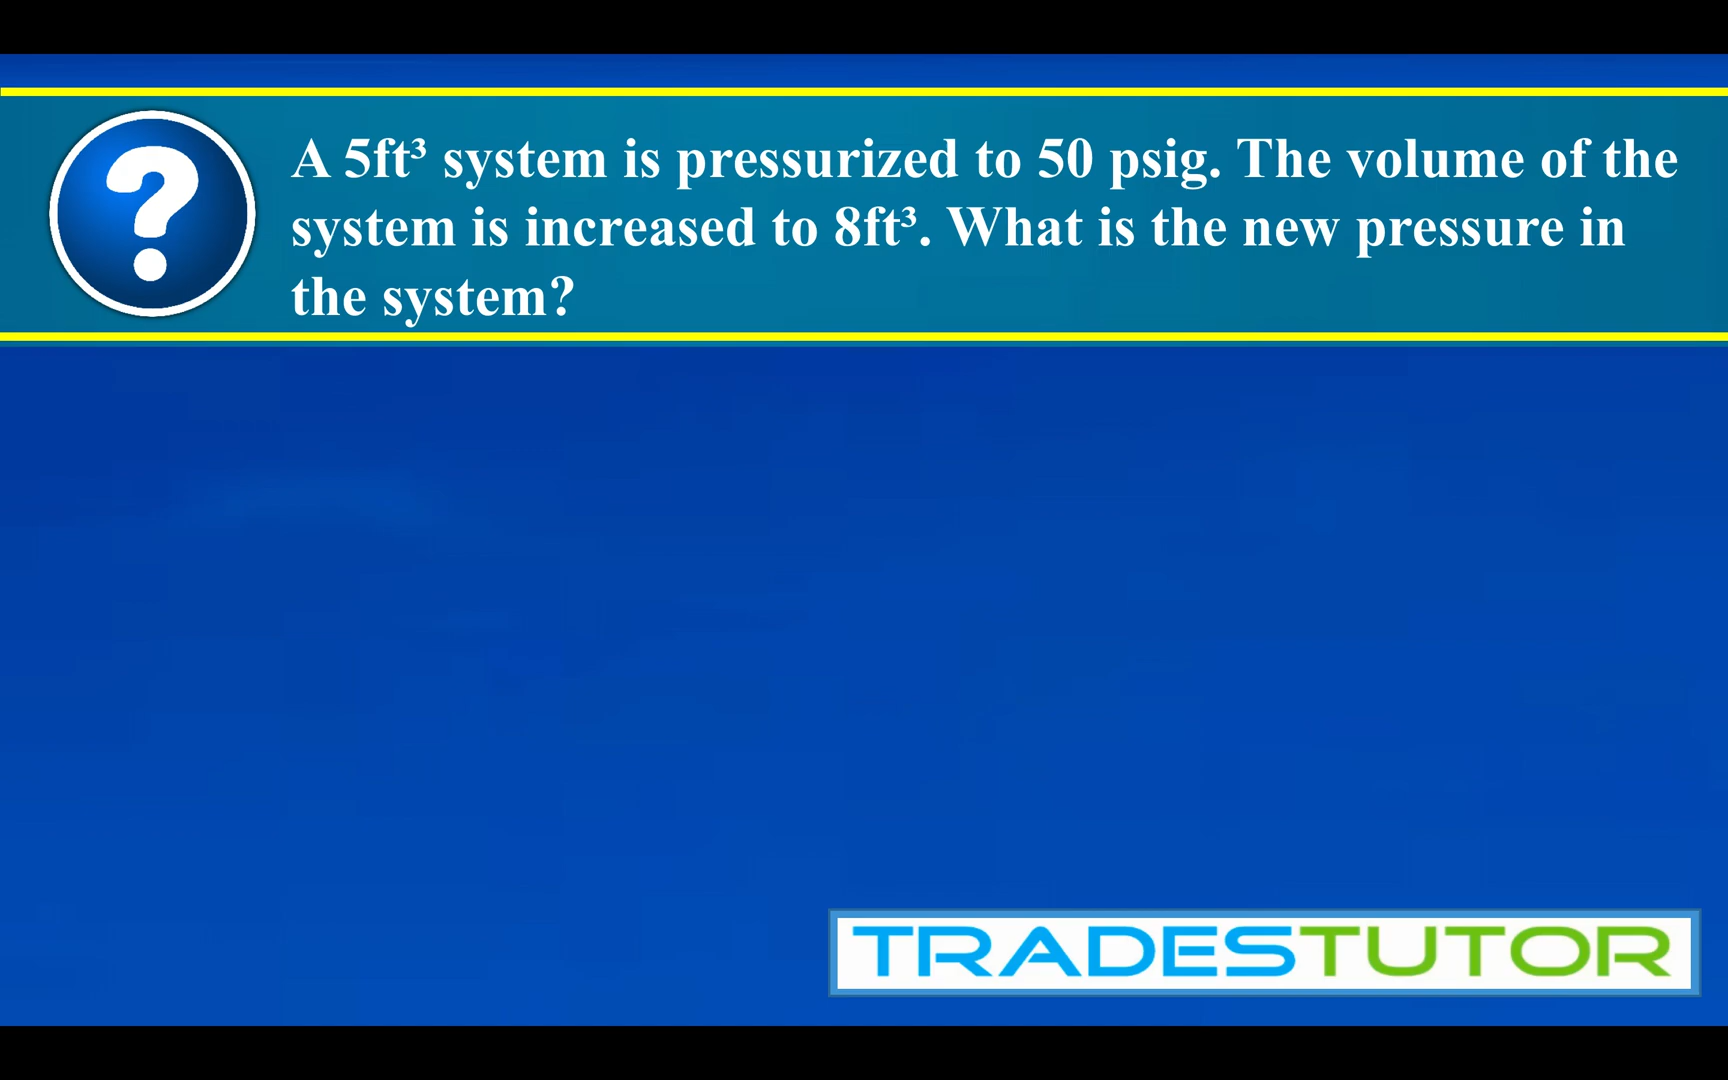 ?
A 5ft³ system is pressurized to 50 psig. The volume of the
system is increased to 8ft³. What is the new pressure in
the system?
TRADESTUTOR